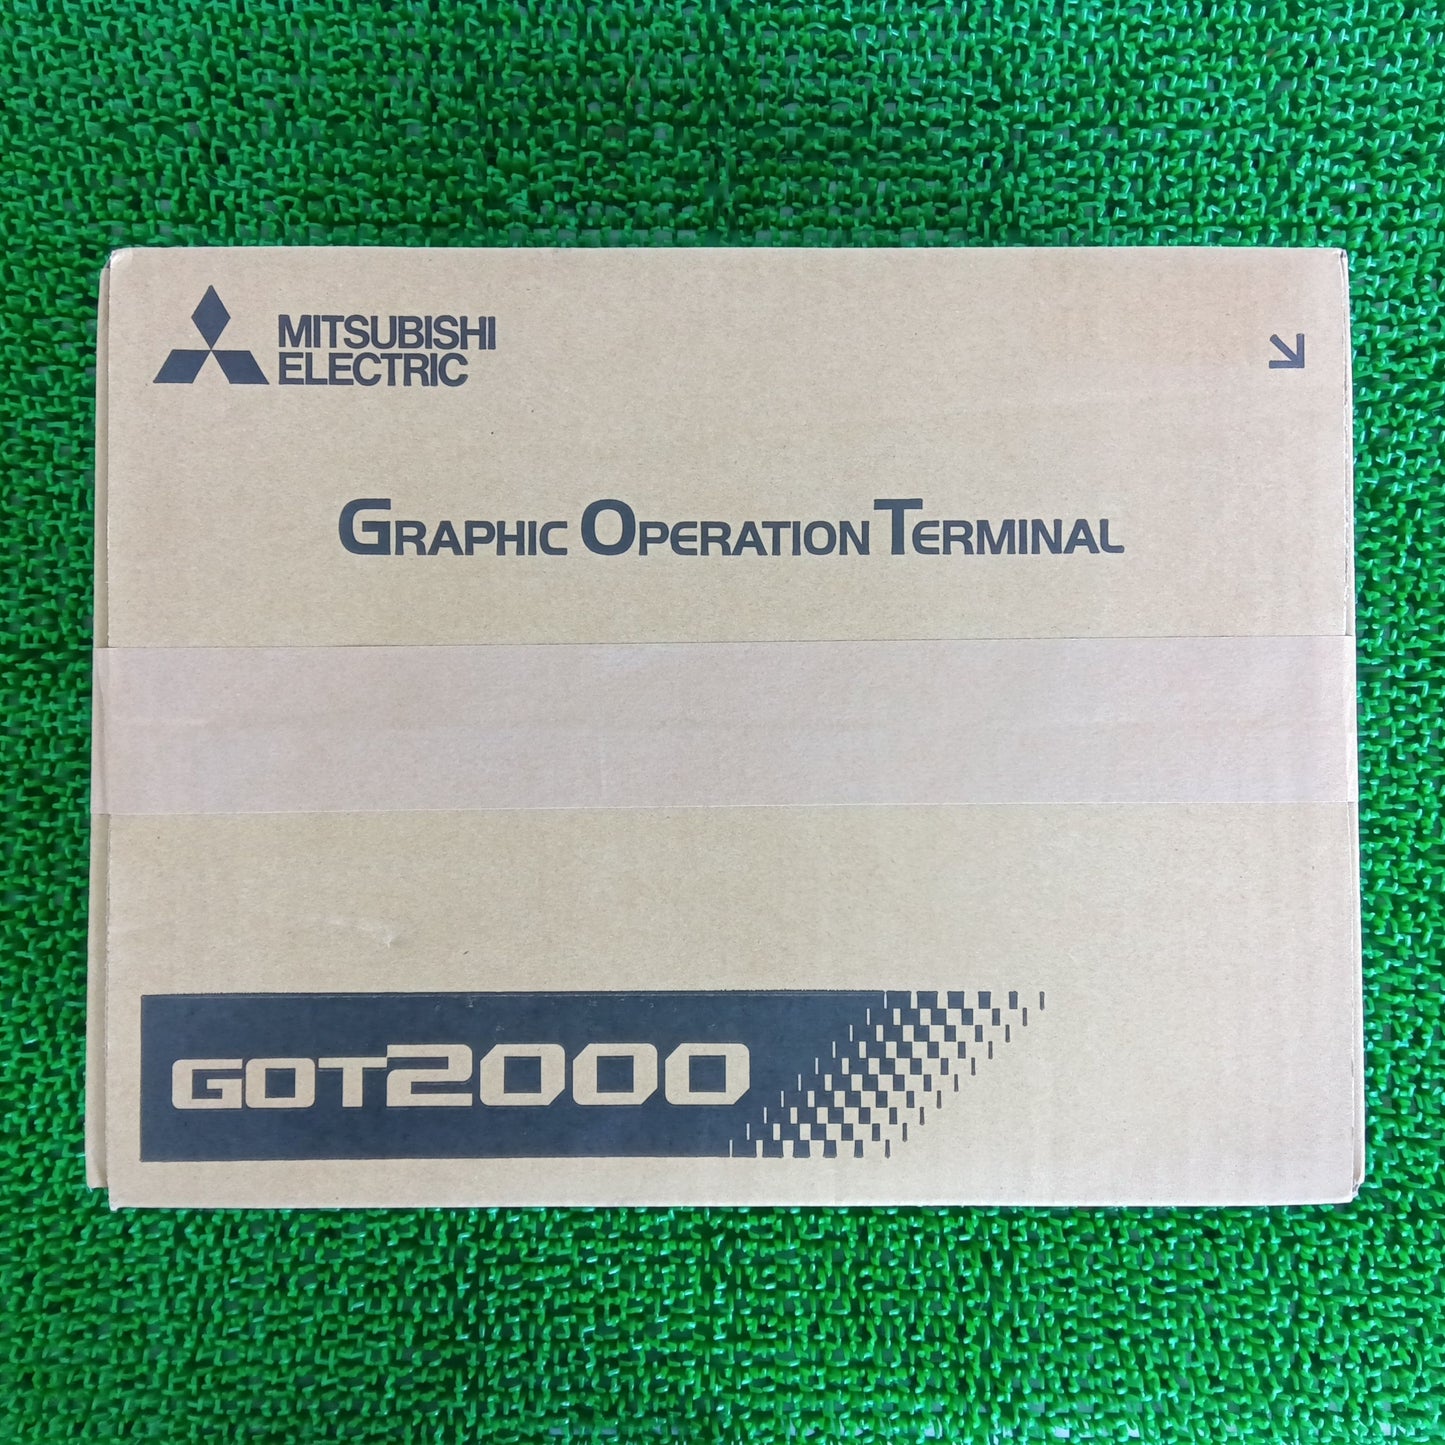 MITSUBISHI
ELECTRIC
GRAPHIC OPERATION TERMINAL
GOT2000